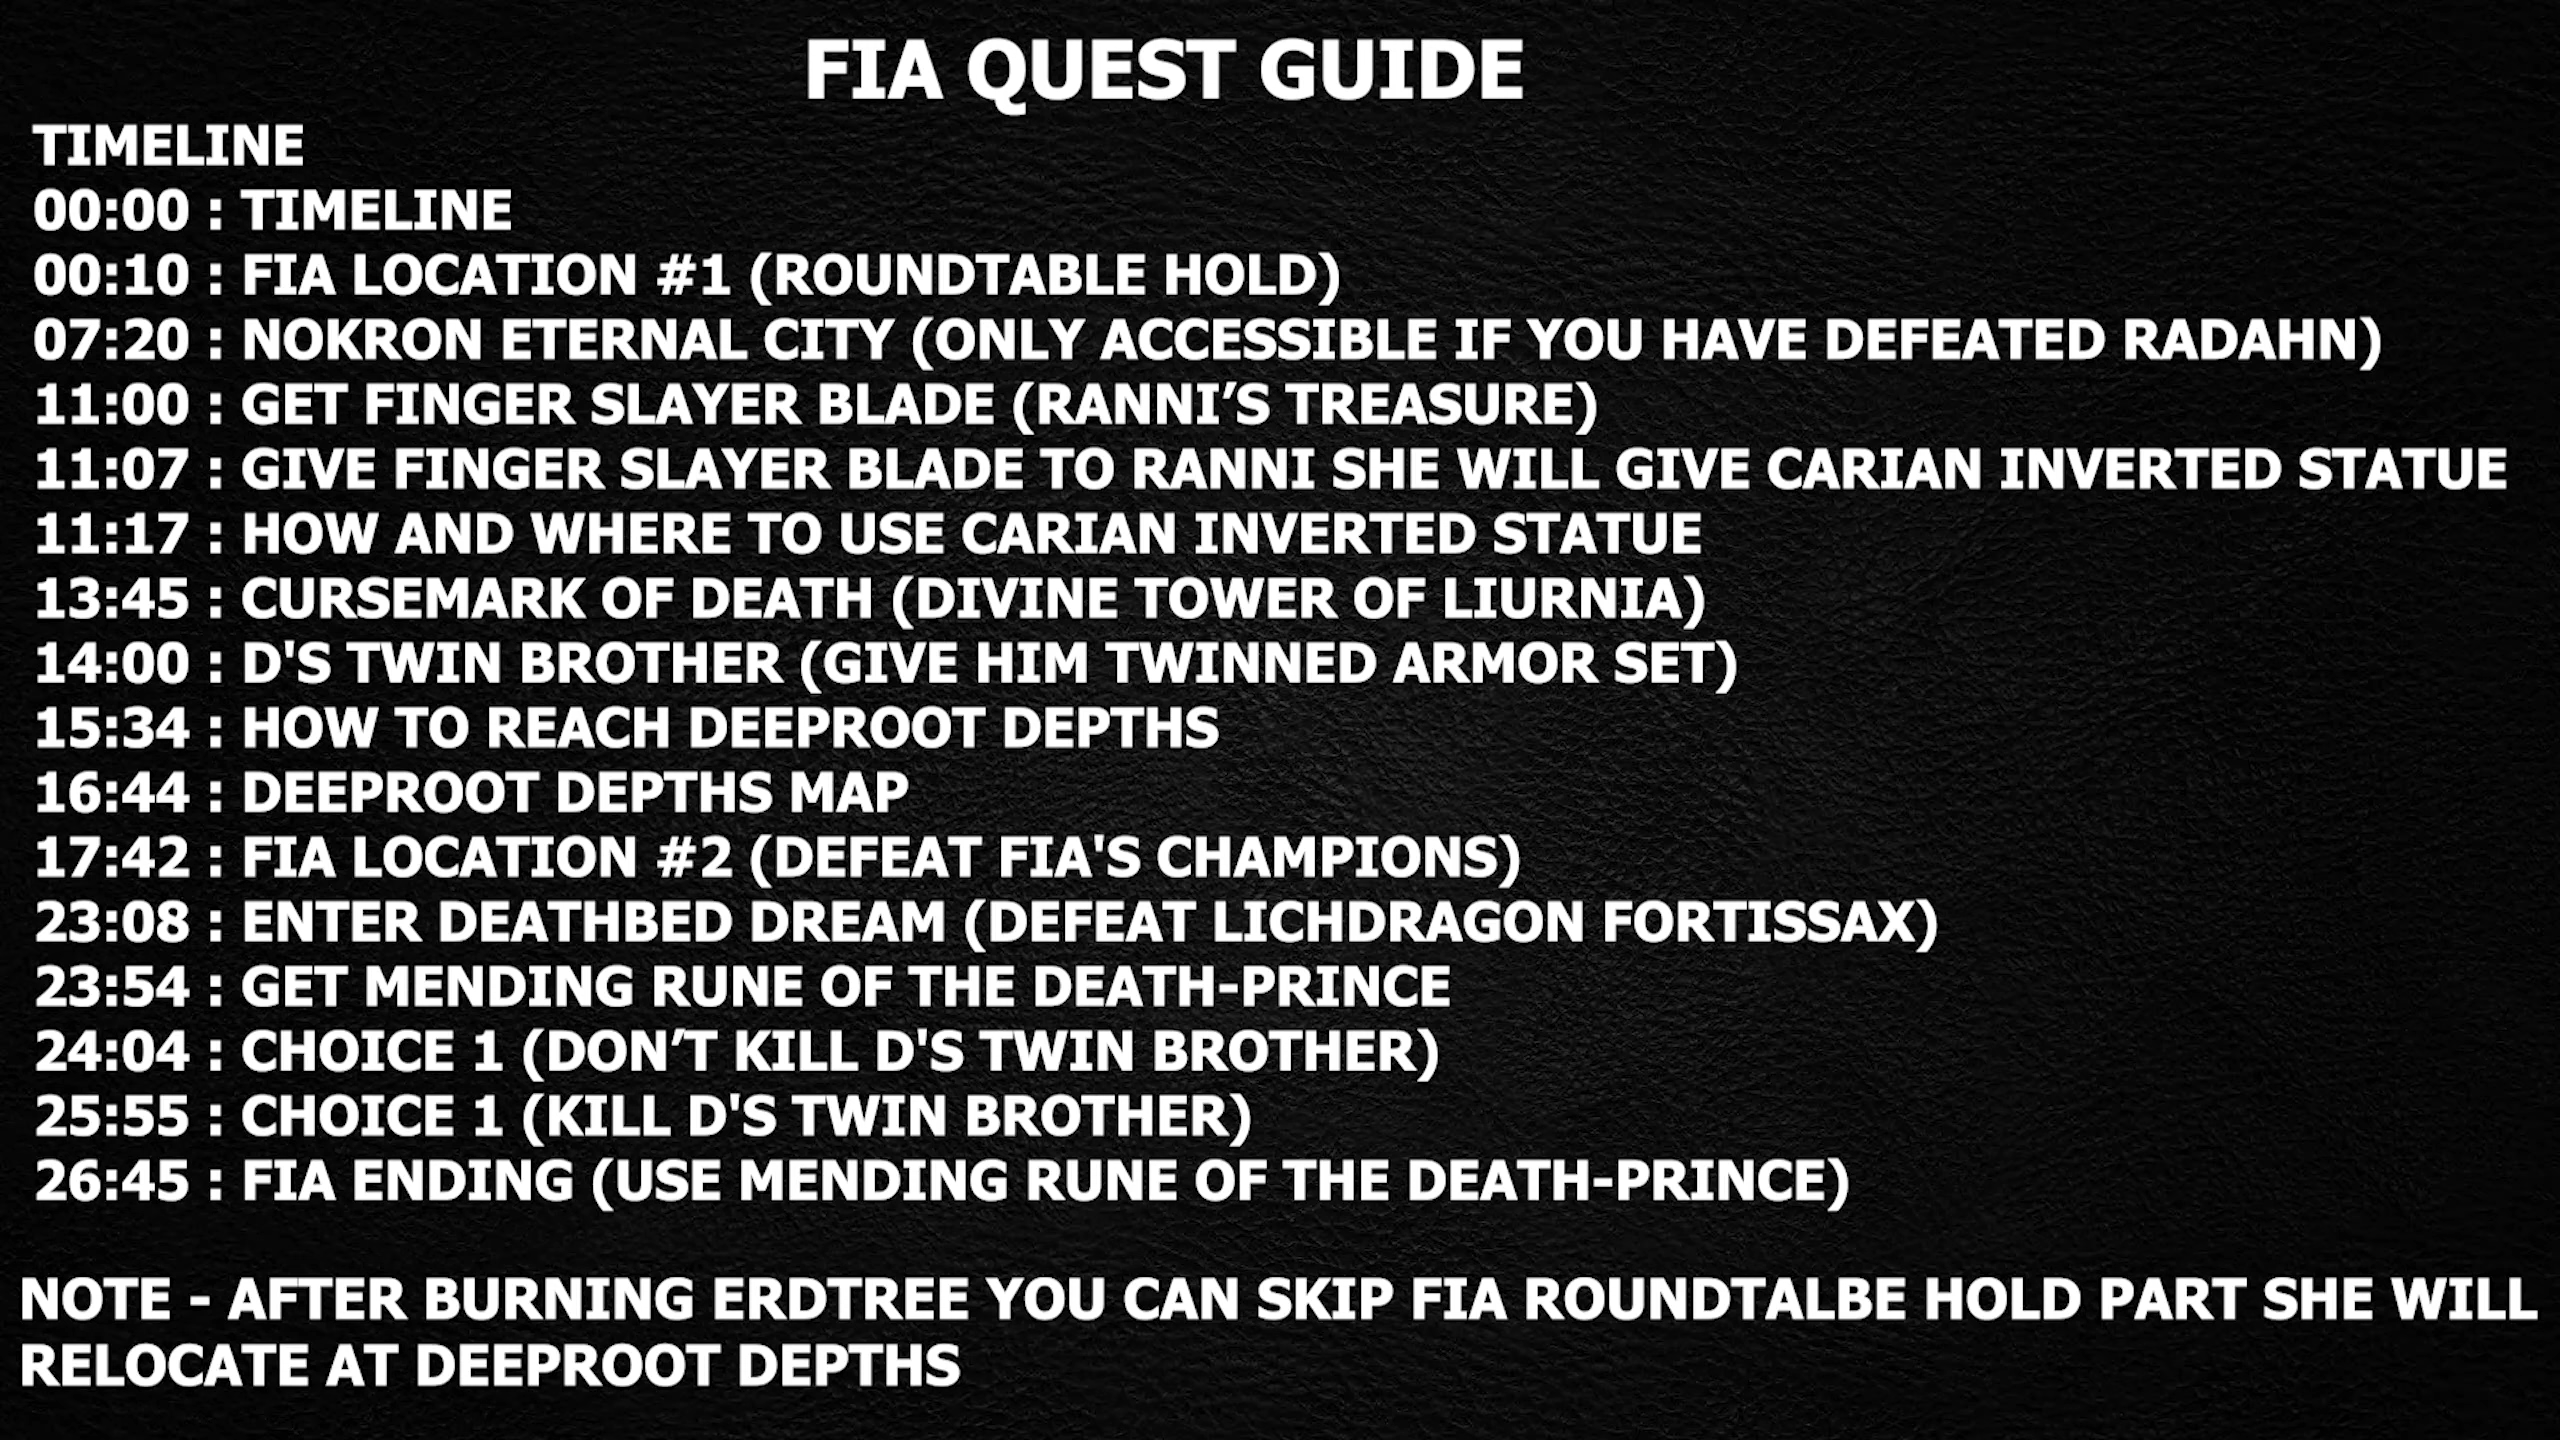 FIA QUEST GUIDE
TIMELINE
00:00 : TIMELINE
00:10 : FIA LOCATION #1 (ROUNDTABLE HOLD)
07:20 : NOKRON ETERNAL CITY (ONLY ACCESSIBLE IF YOU HAVE DEFEATED RADAHN)
11:00 : GET FINGER SLAYER BLADE (RANNI’S TREASURE)
11:07 : GIVE FINGER SLAYER BLADE TO RANNI SHE WILL GIVE CARIAN INVERTED STATUE
11:17 : HOW AND WHERE TO USE CARIAN INVERTED STATUE
13:45 : CURSEMARK OF DEATH (DIVINE TOWER OF LIURNIA)
14:00 : D'S TWIN BROTHER (GIVE HIM TWINNED ARMOR SET)
15:34 : HOW TO REACH DEEPROOT DEPTHS
16:44 : DEEPROOT DEPTHS MAP
17:42 : FIA LOCATION #2 (DEFEAT FIA'S CHAMPIONS)
23:08 : ENTER DEATHBED DREAM (DEFEAT LICHDRAGON FORTISSAX)
23:54 : GET MENDING RUNE OF THE DEATH-PRINCE
24:04 : CHOICE 1 (DON’T KILL D'S TWIN BROTHER)
25:55 : CHOICE 1 (KILL D'S TWIN BROTHER)
26:45 : FIA ENDING (USE MENDING RUNE OF THE DEATH-PRINCE)
NOTE - AFTER BURNING ERDTREE YOU CAN SKIP FIA ROUNDTALBE HOLD PART SHE WILL
RELOCATE AT DEEPROOT DEPTHS